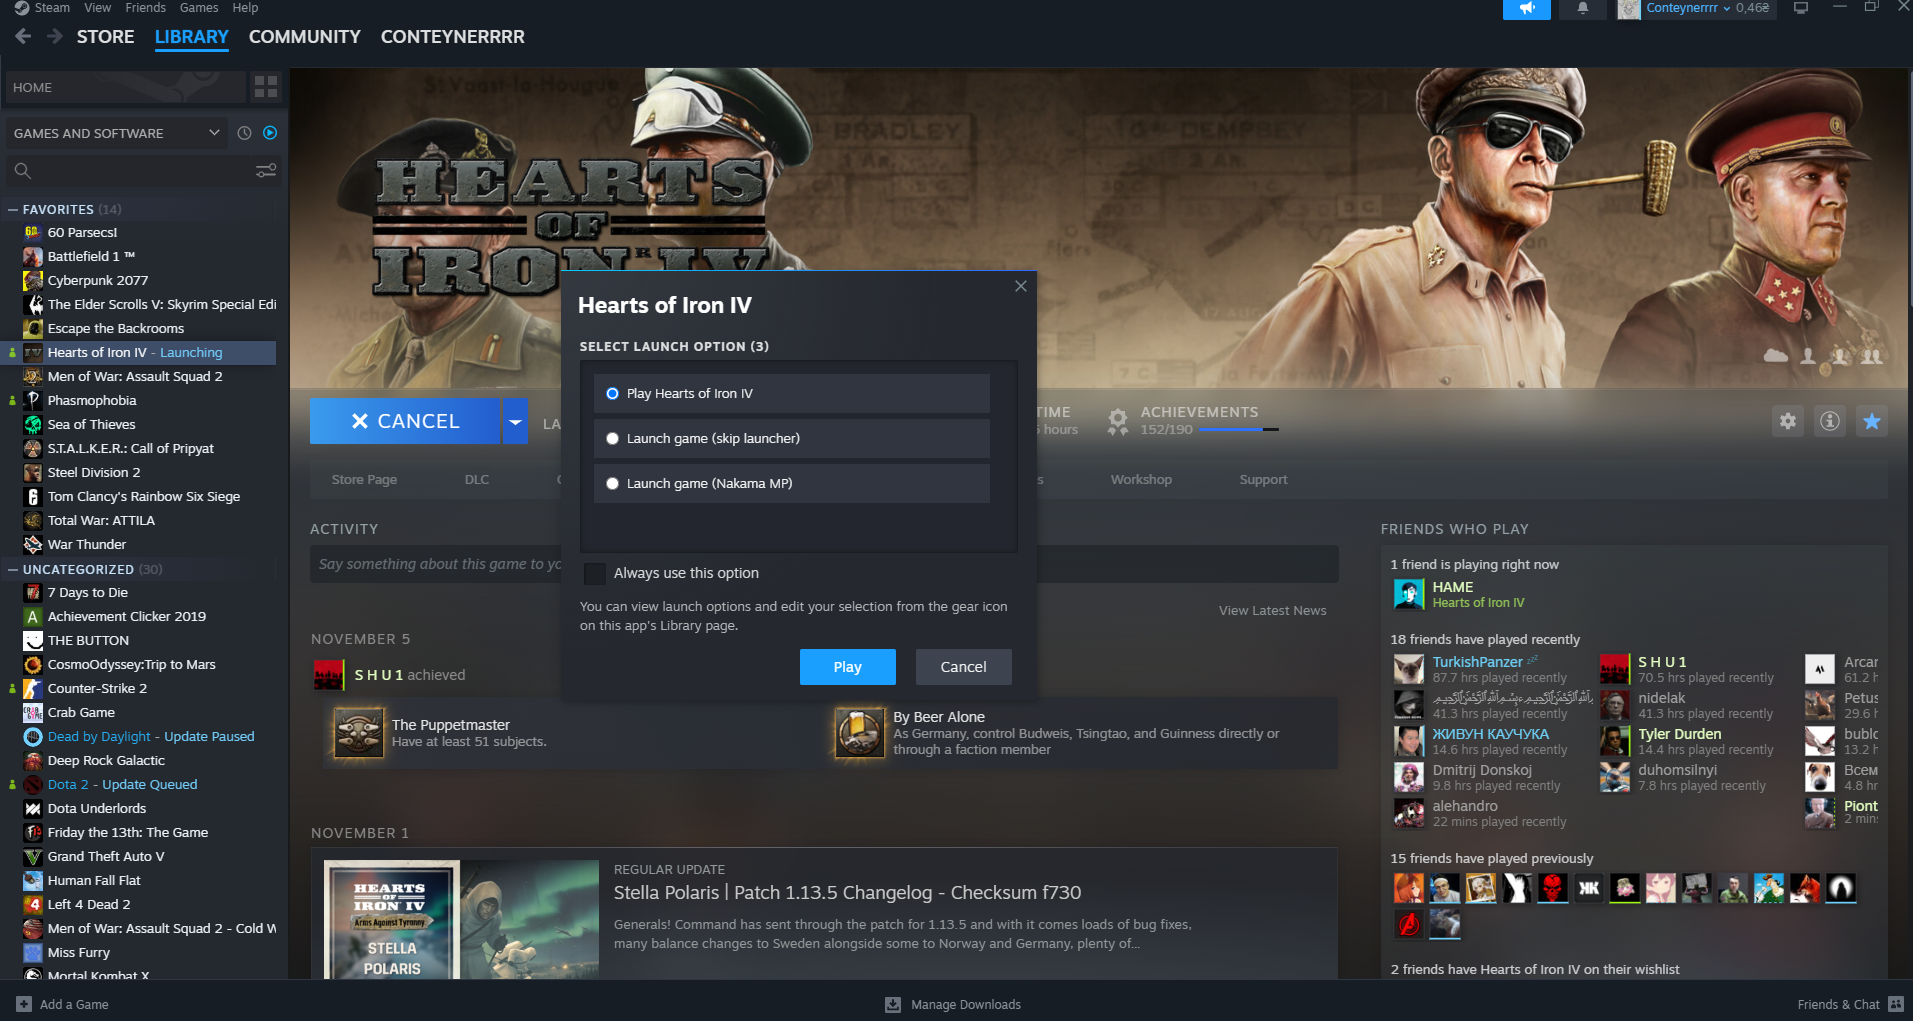 Steam View Friends Games Help
Conteynerrrr 0,46₴
STORE LIBRARY COMMUNITY CONTEYNERRRR
HOME
GAMES AND SOFTWARE
FAVORITES (14)
60 Parsecs!
Battlefield 1 ™
Cyberpunk 2077
The Elder Scrolls V: Skyrim Special Edi
Escape the Backrooms
Hearts of Iron IV - Launching
Men of War: Assault Squad 2
Phasmophobia
Sea of Thieves
S.T.A.L.K.E.R.: Call of Pripyat
Steel Division 2
Tom Clancy's Rainbow Six Siege
Total War: ATTILA
War Thunder
UNCATEGORIZED (30)
7 Days to Die
Achievement Clicker 2019
THE BUTTON
CosmoOdyssey:Trip to Mars
Counter-Strike 2
Crab Game
Dead by Daylight - Update Paused
Deep Rock Galactic
Dota 2 - Update Queued
Dota Underlords
Friday the 13th: The Game
Grand Theft Auto V
Human Fall Flat
Left 4 Dead 2
Men of War: Assault Squad 2 - Cold W
Miss Furry
Mortal Kombat X
St Vaast-la-Hougue
BRADLEY
DEMPSEY
HEARTS
OF
IRON IV
CANCEL
LA
TIME
hours
ACHIEVEMENTS
152/190
Store Page DLC
Workshop Support
Hearts of Iron IV
SELECT LAUNCH OPTION (3)
Play Hearts of Iron IV
Launch game (skip launcher)
Launch game (Nakama MP)
Always use this option
You can view launch options and edit your selection from the gear icon
on this app's Library page.
Play Cancel
ACTIVITY
Say something about this game to yo
View Latest News
NOVEMBER 5
S H U 1 achieved
The Puppetmaster
Have at least 51 subjects.
By Beer Alone
As Germany, control Budweis, Tsingtao, and Guinness directly or
through a faction member
NOVEMBER 1
HEARTS
OF
IRON IV
Arms Against Tyranny
STELLA
POLARIS
REGULAR UPDATE
Stella Polaris | Patch 1.13.5 Changelog - Checksum f730
Generals! Command has sent through the patch for 1.13.5 and with it comes loads of bug fixes,
many balance changes to Sweden alongside some to Norway and Germany, plenty of...
FRIENDS WHO PLAY
1 friend is playing right now
HAME
Hearts of Iron IV
18 friends have played recently
TurkishPanzer zzz
87.7 hrs played recently
S H U 1
70.5 hrs played recently
Arcar
61.2 h
41.3 hrs played recently
nidelak
41.3 hrs played recently
Petus
29.6 h
ЖИВУН КАУЧУКА
14.6 hrs played recently
Tyler Durden
14.4 hrs played recently
bublc
13.2 h
Dmitrij Donskoj
9.8 hrs played recently
duhomsilnyi
7.8 hrs played recently
Всем
4.8 hr
alehandro
22 mins played recently
Piont
2 min
15 friends have played previously
2 friends have Hearts of Iron IV on their wishlist
Add a Game
Manage Downloads
Friends & Chat